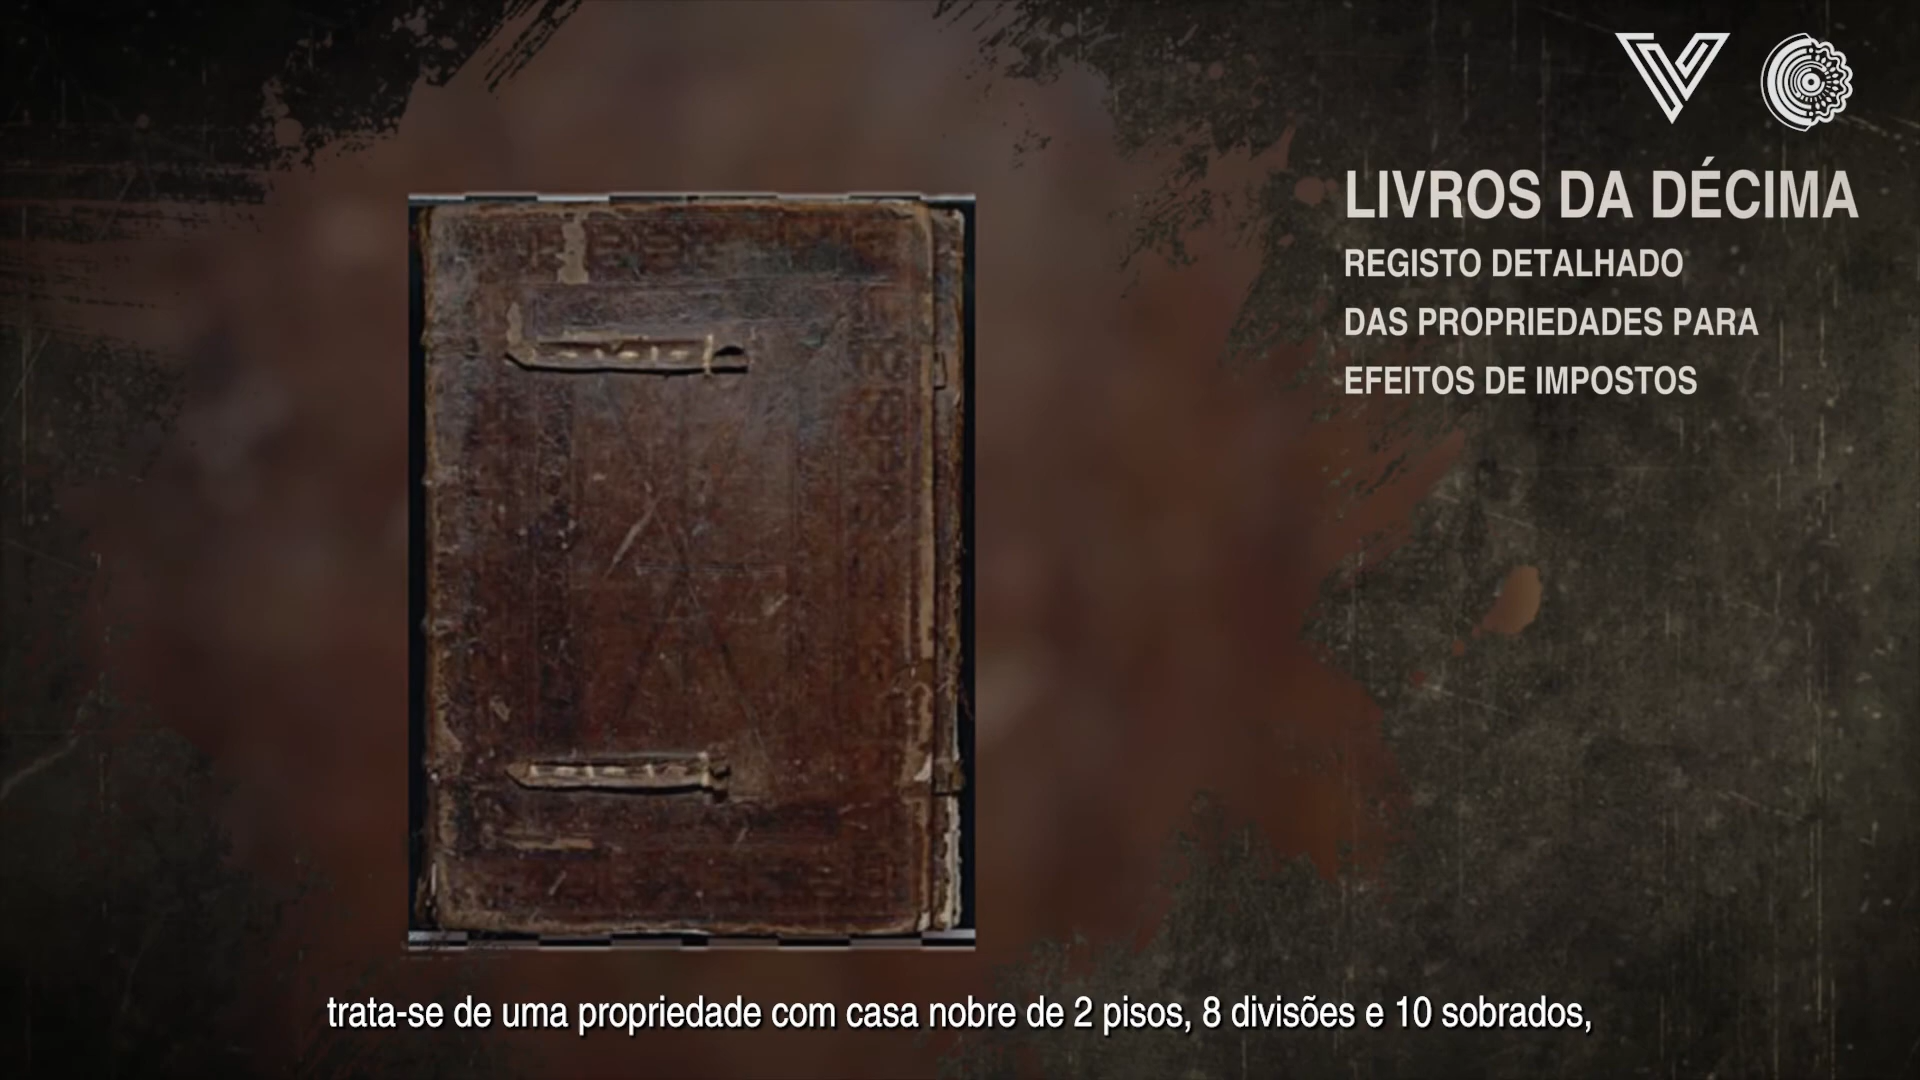 LIVROS DA DÉCIMA
REGISTO DETALHADO
DAS PROPRIEDADES PARA
EFEITOS DE IMPOSTOS
trata-se de uma propriedade com casa nobre de 2 pisos, 8 divisões e 10 sobrados,